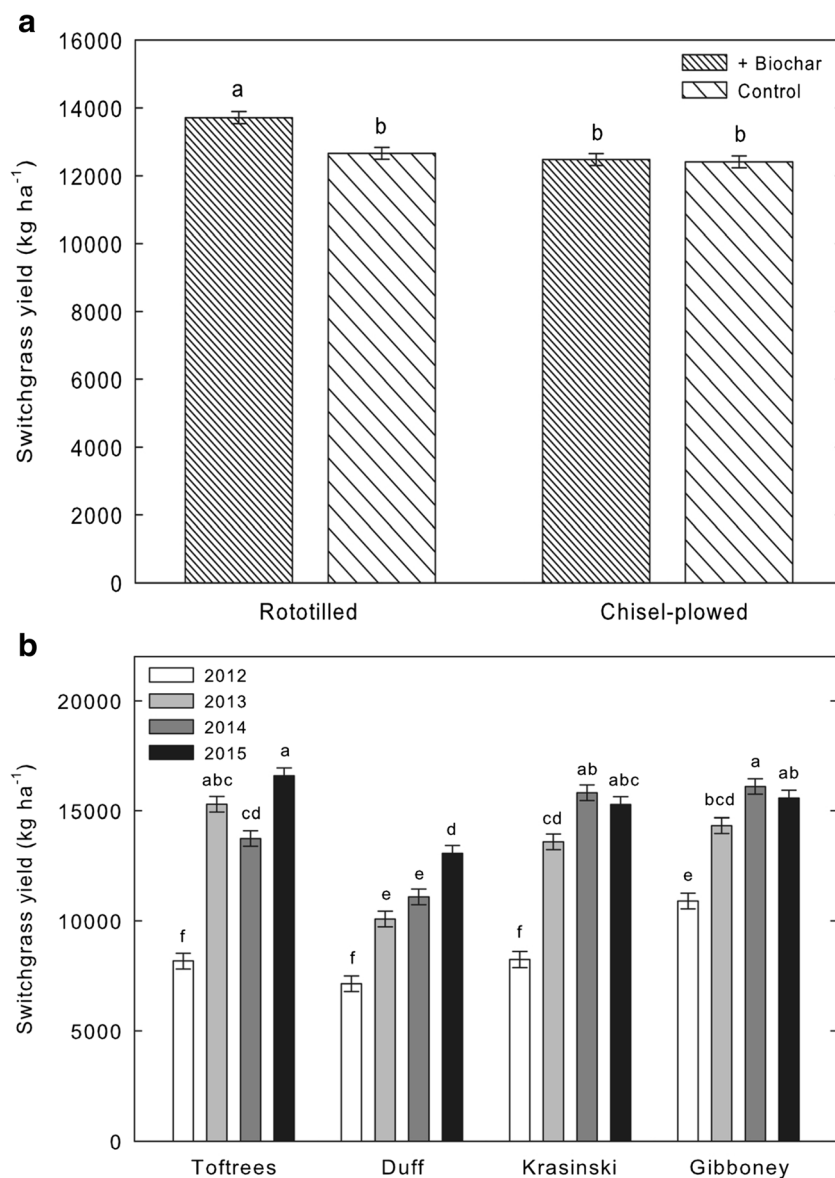 a
Switchgrass yield (kg ha⁻¹)
16000
14000
12000
10000
8000
6000
4000
2000
0
+ Biochar
Control
a
b
b
b
Rototilled
Chisel-plowed
b
Switchgrass yield (kg ha⁻¹)
20000
15000
10000
5000
0
2012
2013
2014
2015
f
abc
cd
a
f
e
e
d
f
cd
ab
abc
e
bcd
a
ab
Toftrees
Duff
Krasinski
Gibboney